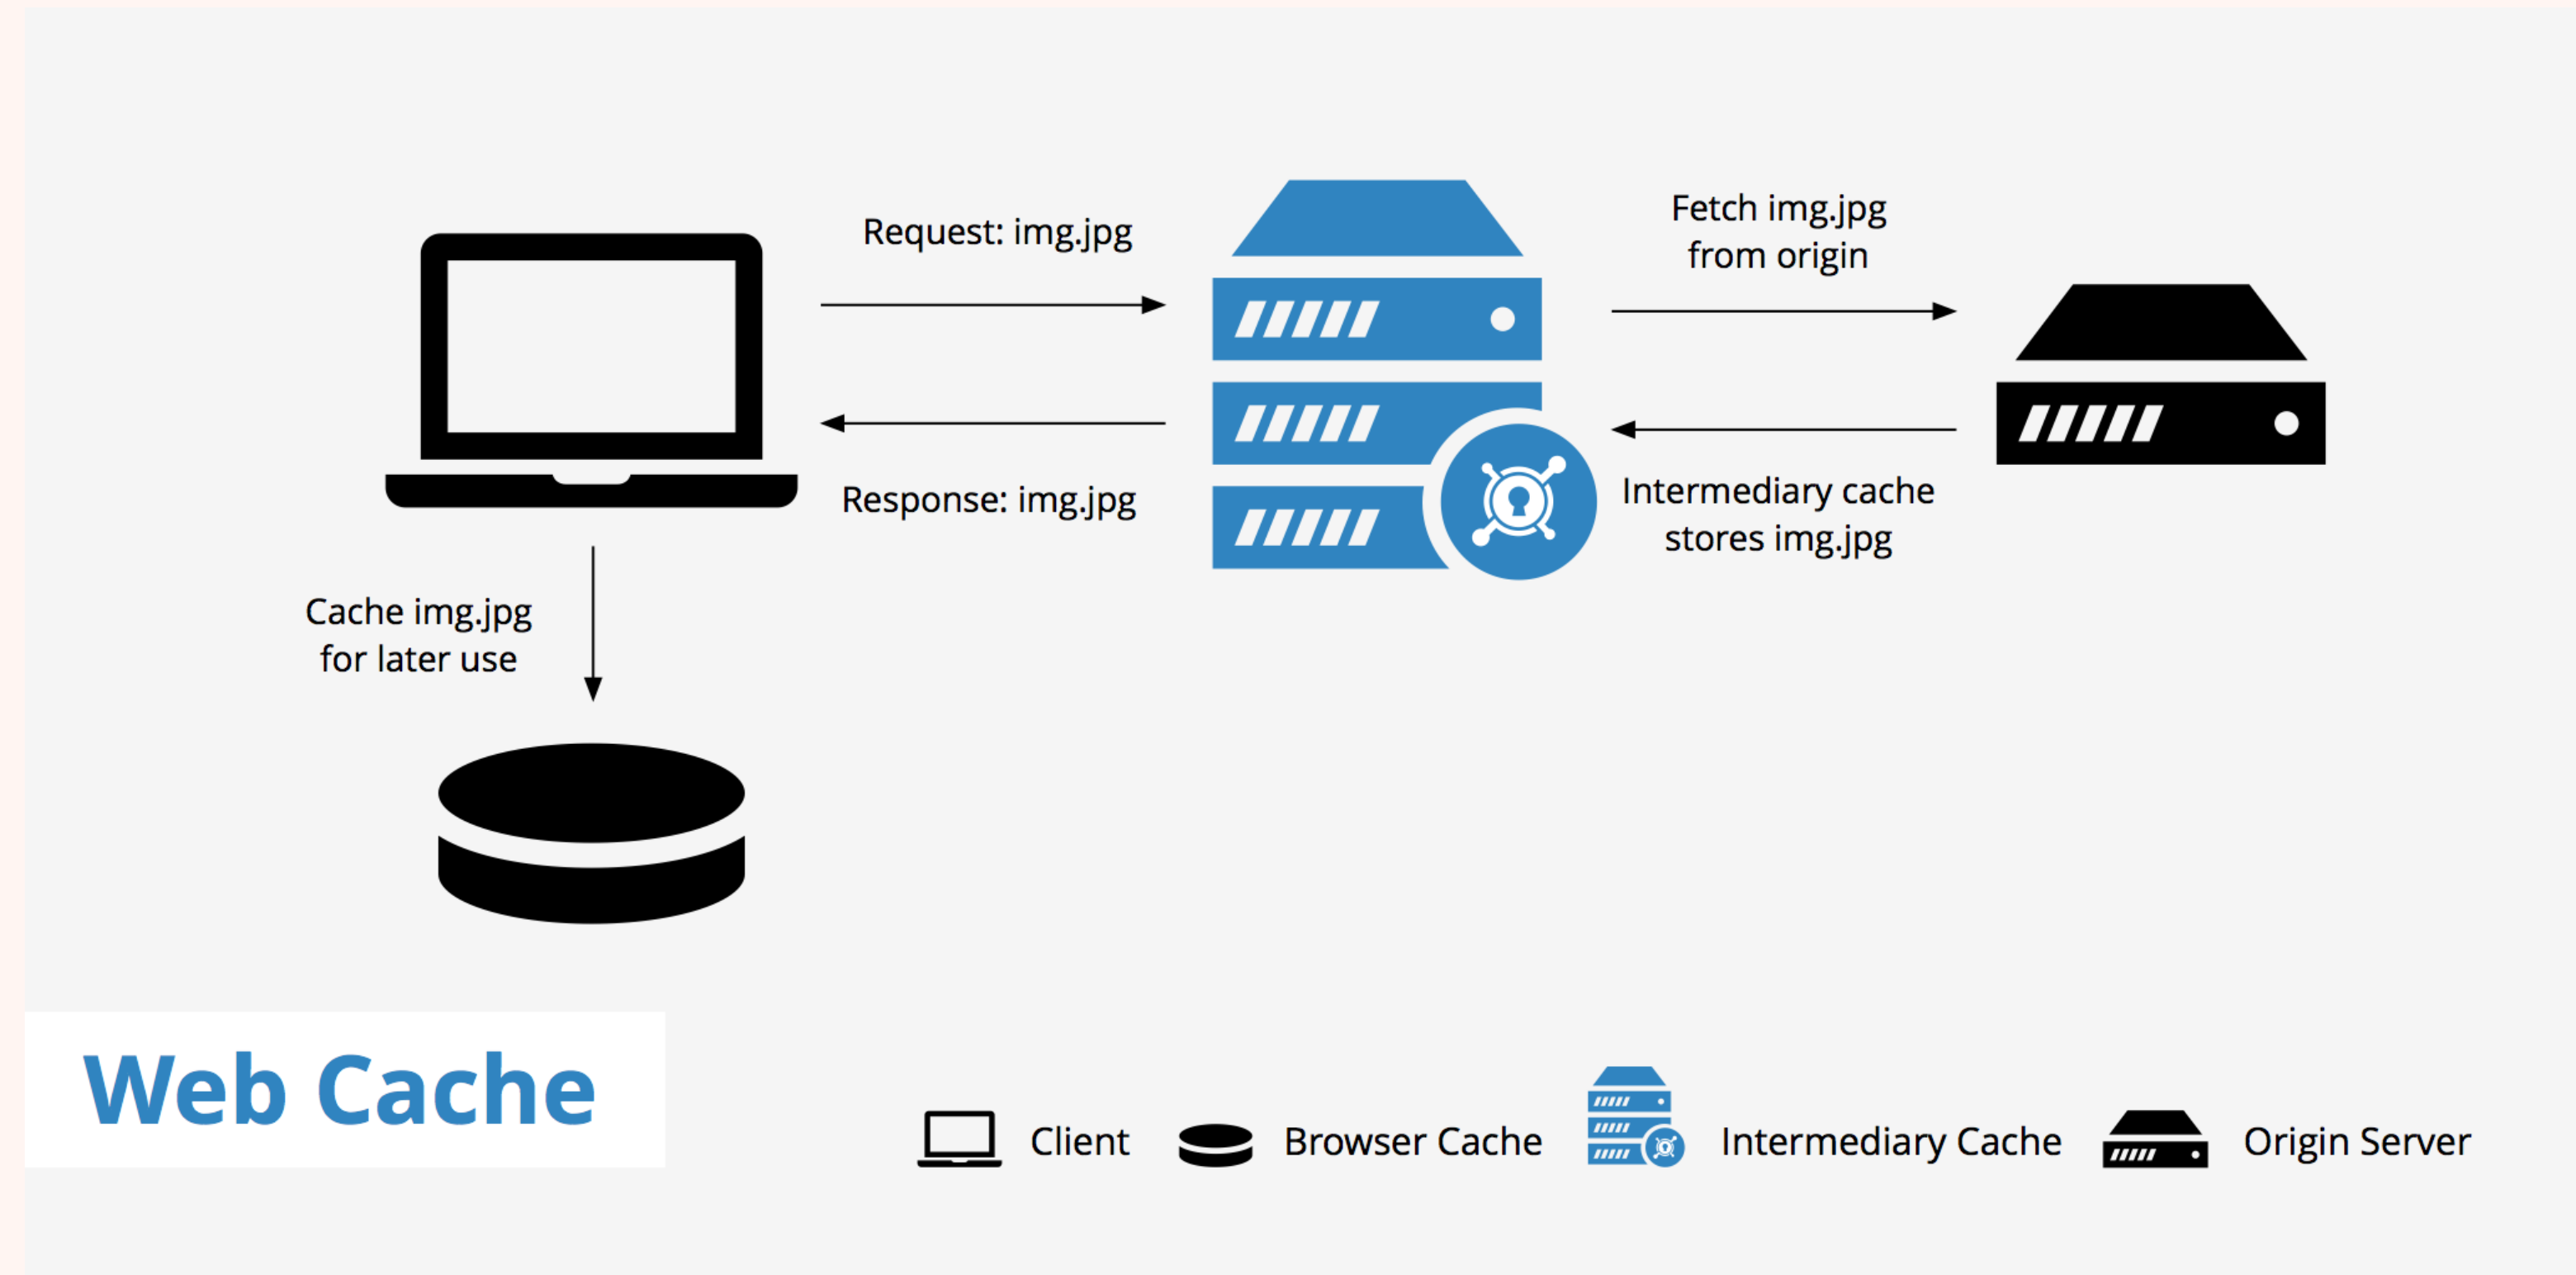 Request: img.jpg
Fetch img.jpg
from origin
Response: img.jpg
Intermediary cache
stores img.jpg
Cache img.jpg
for later use
Web Cache
Client
Browser Cache
Intermediary Cache
Origin Server